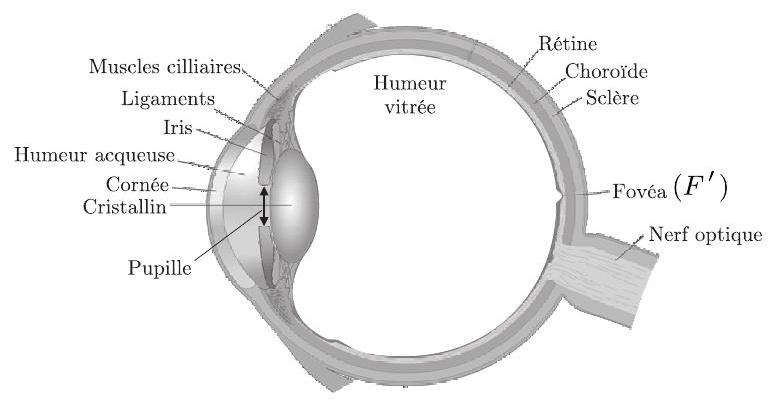 Muscles cilliaires
Ligaments
Iris
Humeur acqueuse
Cornée
Cristallin
Pupille
Humeur
vitrée
Rétine
Choroïde
Sclère
Fovéa (F')
Nerf optique